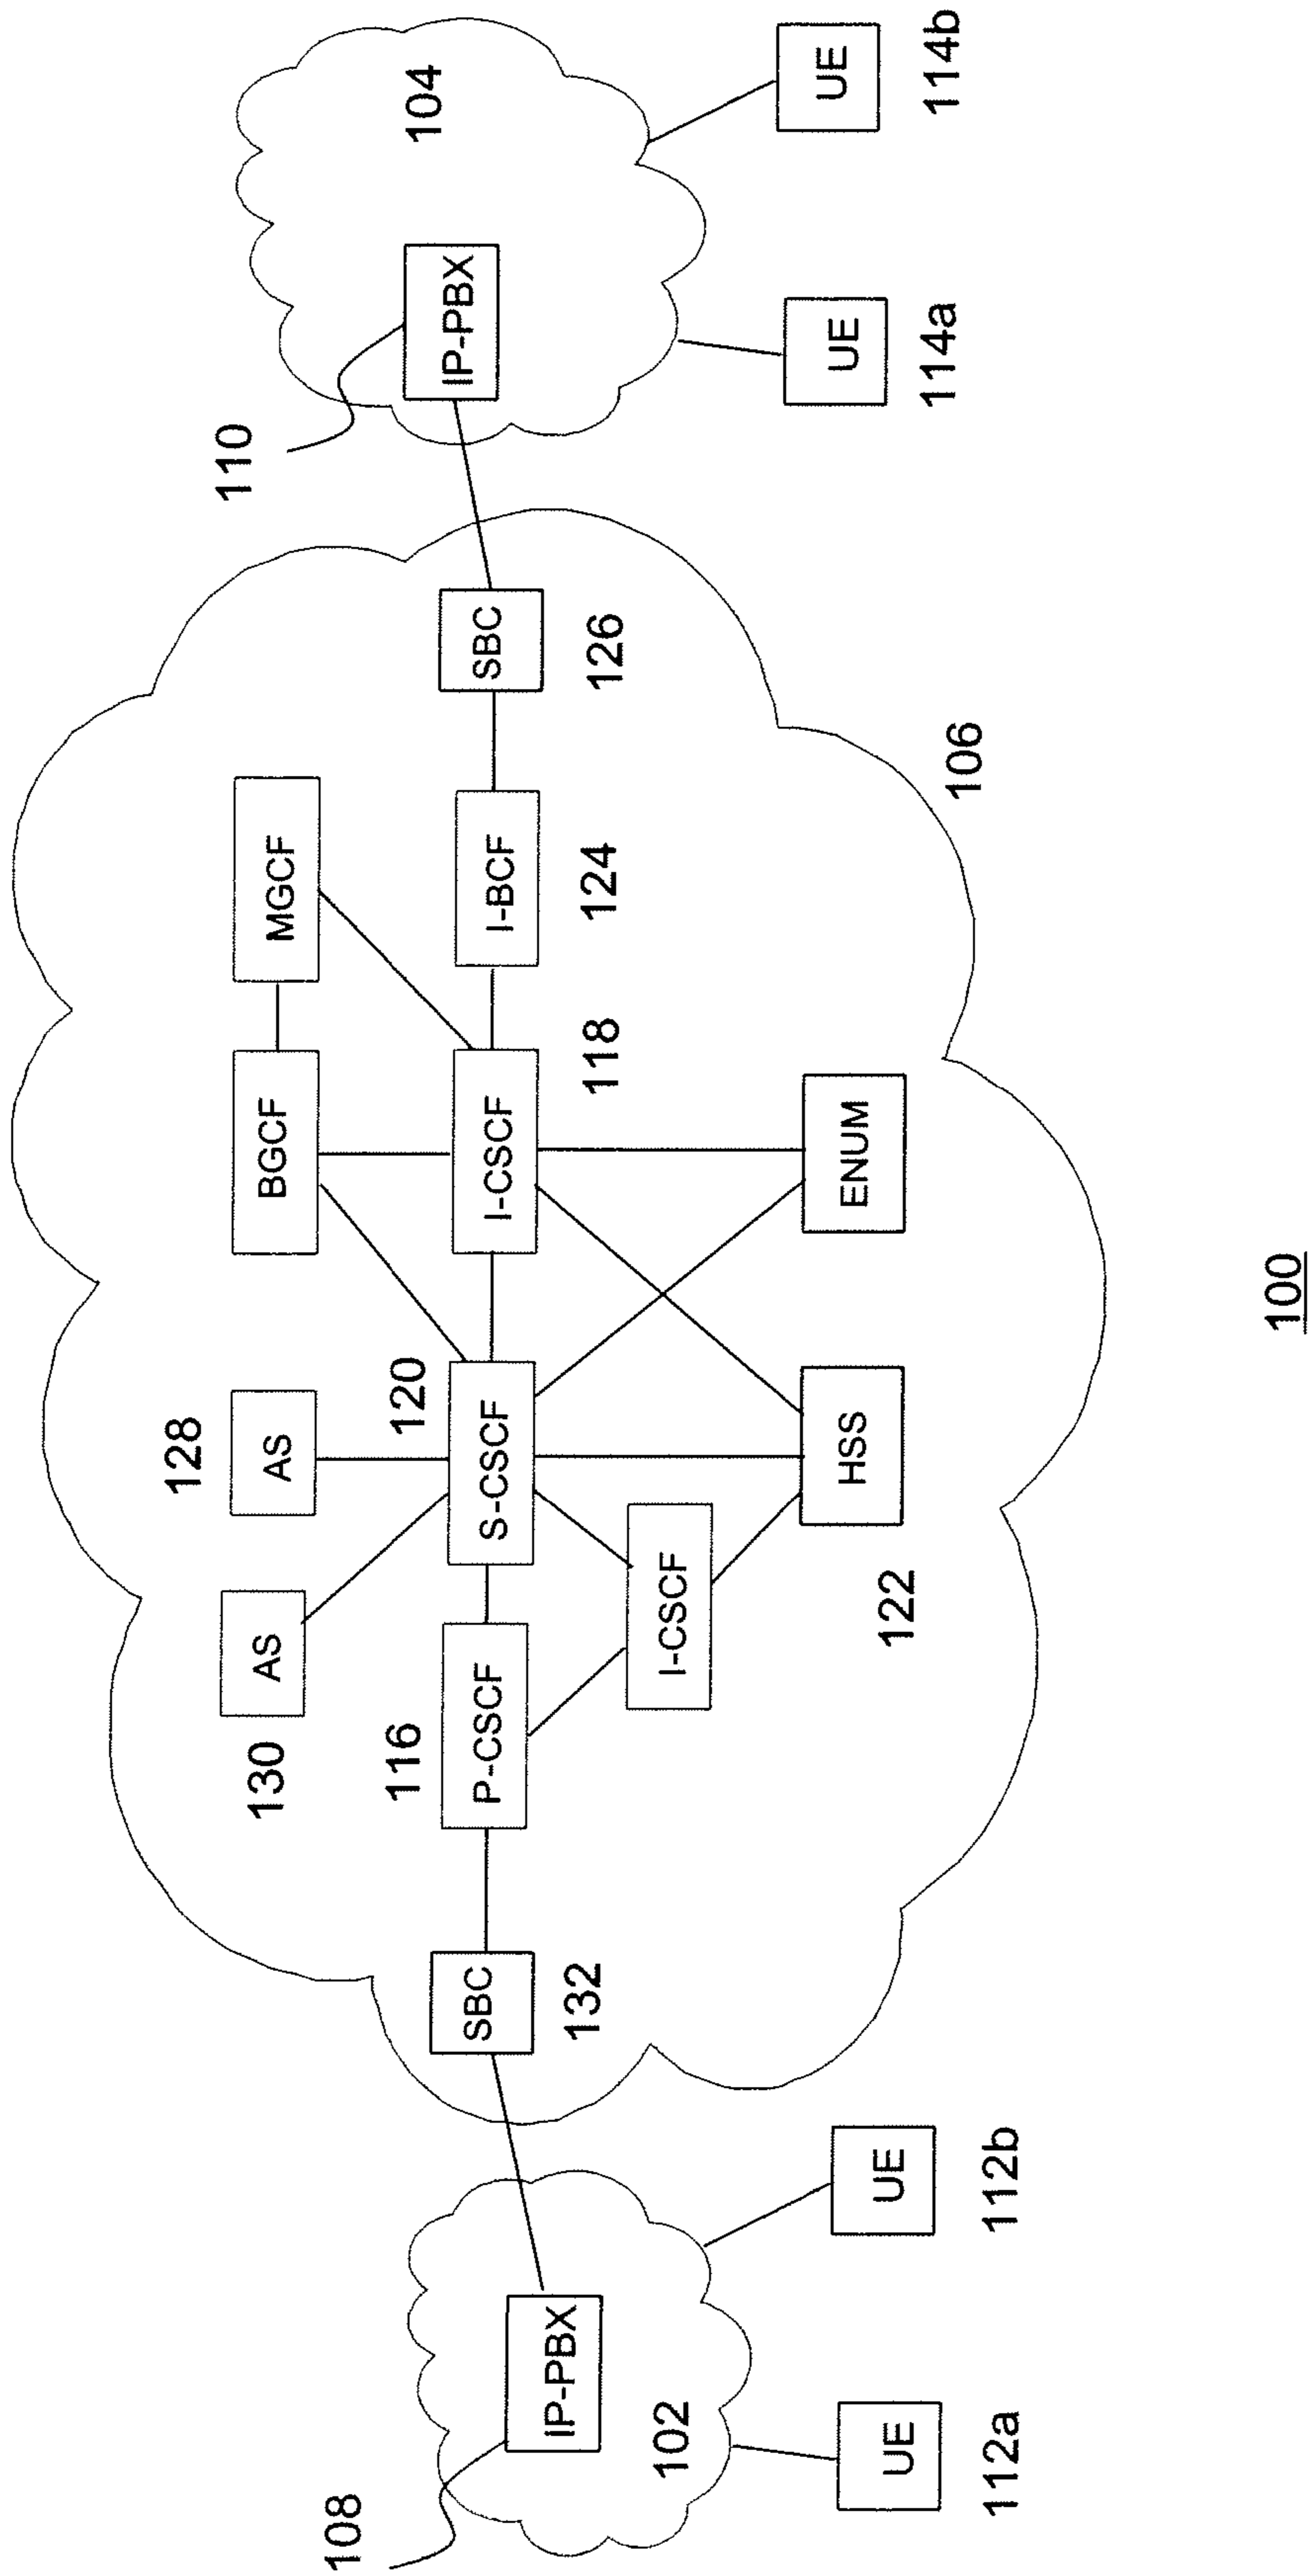 AS
128
130
AS
BGCF
MGCF
110
104
116
P-CSCF
120
S-CSCF
I-CSCF
118
I-BCF
124
SBC
126
IP-PBX
SBC
132
108
IP-PBX
102
I-CSCF
122
HSS
ENUM
106
UE
112a
UE
112b
UE
114a
UE
114b
100